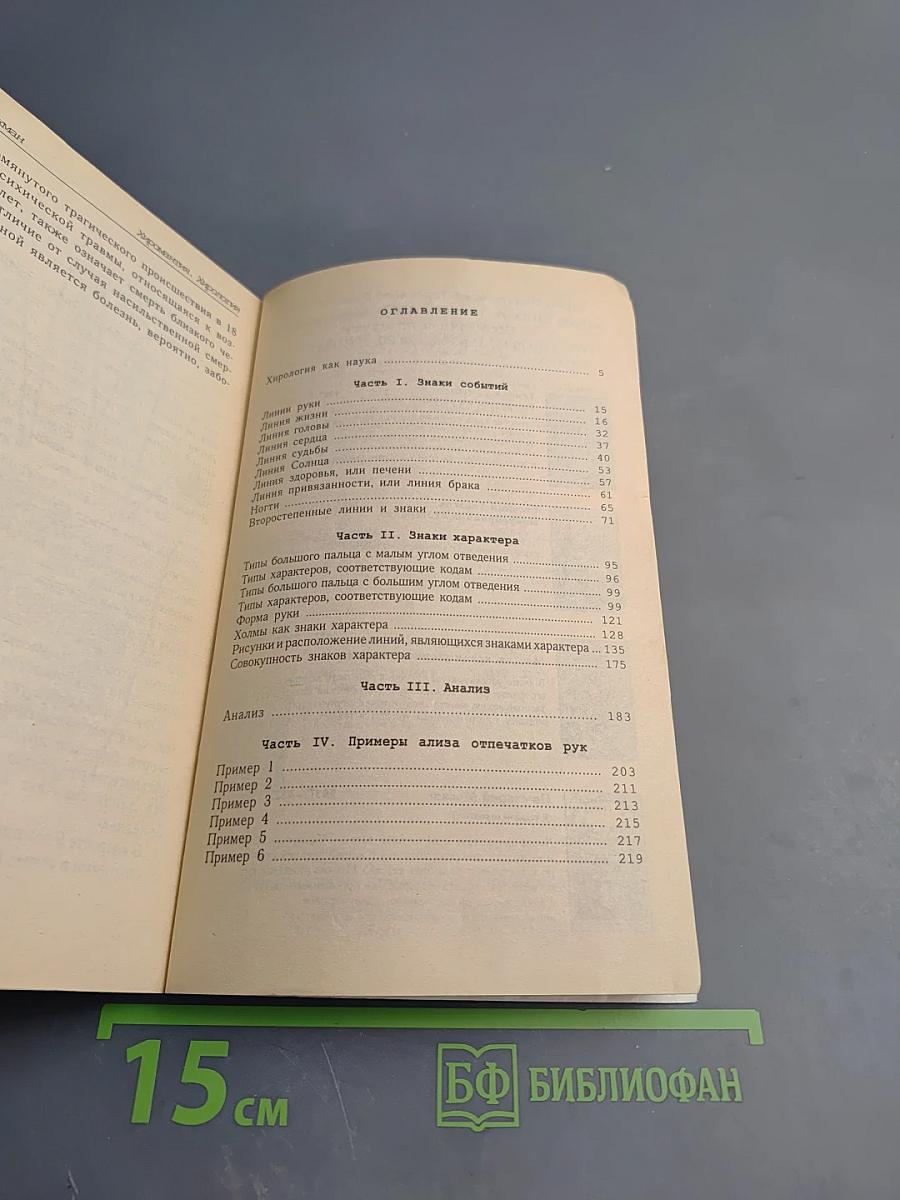 Хиромантия. Хирология
трагического происшествия в 18
травмы, относящаяся к воз-
лет, также означает смерть близкого че-
от случая насильственной смер-
является болезнь, вероятно, забо-
ОГЛАВЛЕНИЕ
Хирология как наука ........ 5
Часть I. Знаки событий
Линии руки ........ 15
Линия жизни ........ 16
Линия головы ........ 32
Линия сердца ........ 37
Линия судьбы ........ 40
Линия Солнца ........ 53
Линия здоровья, или печени ........ 57
Линия привязанности, или линия брака ........ 61
Ногти ........ 65
Второстепенные линии и знаки ........ 71
Часть II. Знаки характера
Типы большого пальца с малым углом отведения ........ 95
Типы характеров, соответствующие кодам ........ 96
Типы большого пальца с большим углом отведения ........ 99
Типы характеров, соответствующие кодам ........ 99
Форма руки ........ 121
Холмы как знаки характера ........ 128
Рисунки и расположение линий, являющихся знаками характера ... 135
Совокупность знаков характера ........ 175
Часть III. Анализ
Анализ ........ 183
Часть IV. Примеры ализа отпечатков рук
Пример 1 ........ 203
Пример 2 ........ 211
Пример 3 ........ 213
Пример 4 ........ 215
Пример 5 ........ 217
Пример 6 ........ 219
15 см
БФ БИБЛИОФАН